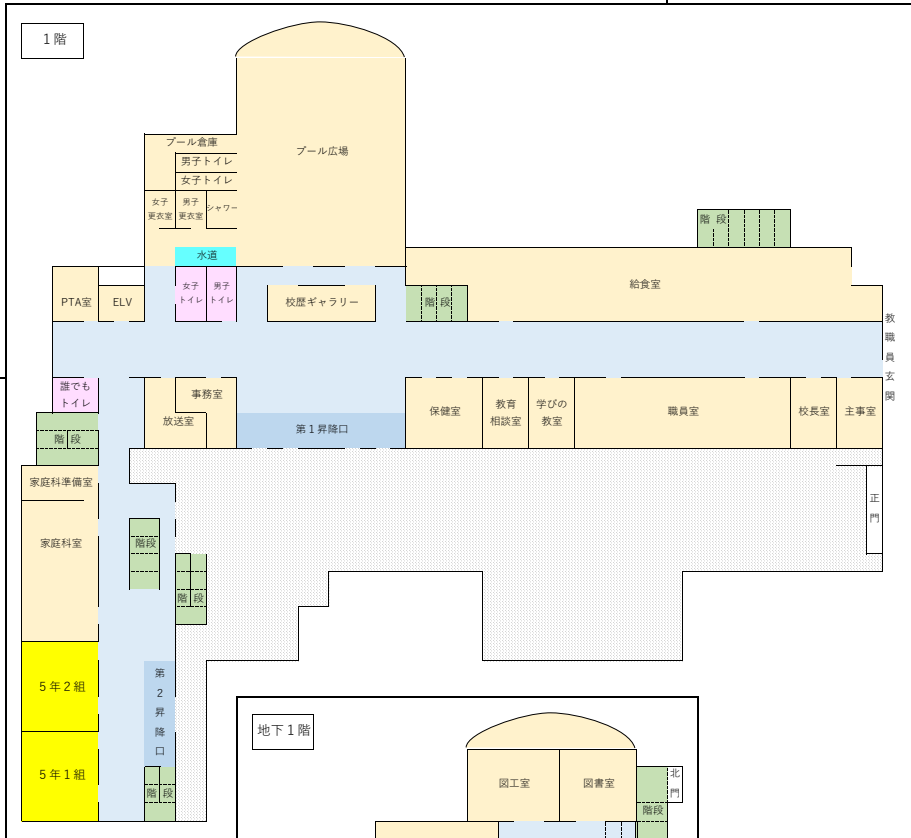 1階
プール倉庫
男子トイレ
女子トイレ
女子
更衣室
男子
更衣室
シャワー
プール広場
水道
階 段
PTA室
ELV
女子
トイレ
男子
トイレ
校歴ギャラリー
階 段
給食室
教職員玄関
誰でも
トイレ
事務室
放送室
第1昇降口
保健室
教育
相談室
学びの
教室
職員室
校長室
主事室
階 段
家庭科準備室
家庭科室
階段
階 段
正門
5年2組
第2昇降口
5年1組
階 段
地下1階
図工室
図書室
北門
階段